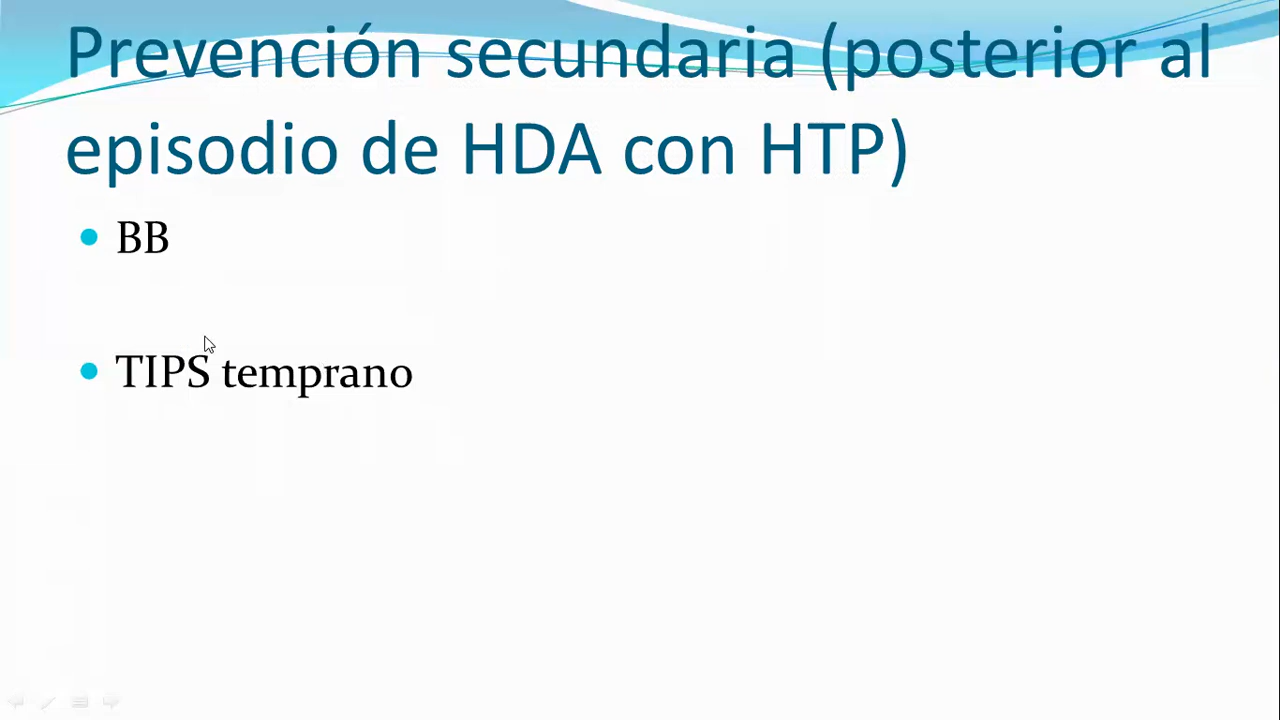 Prevención secundaria (posterior al
episodio de HDA con HTP)
BB
TIPS temprano